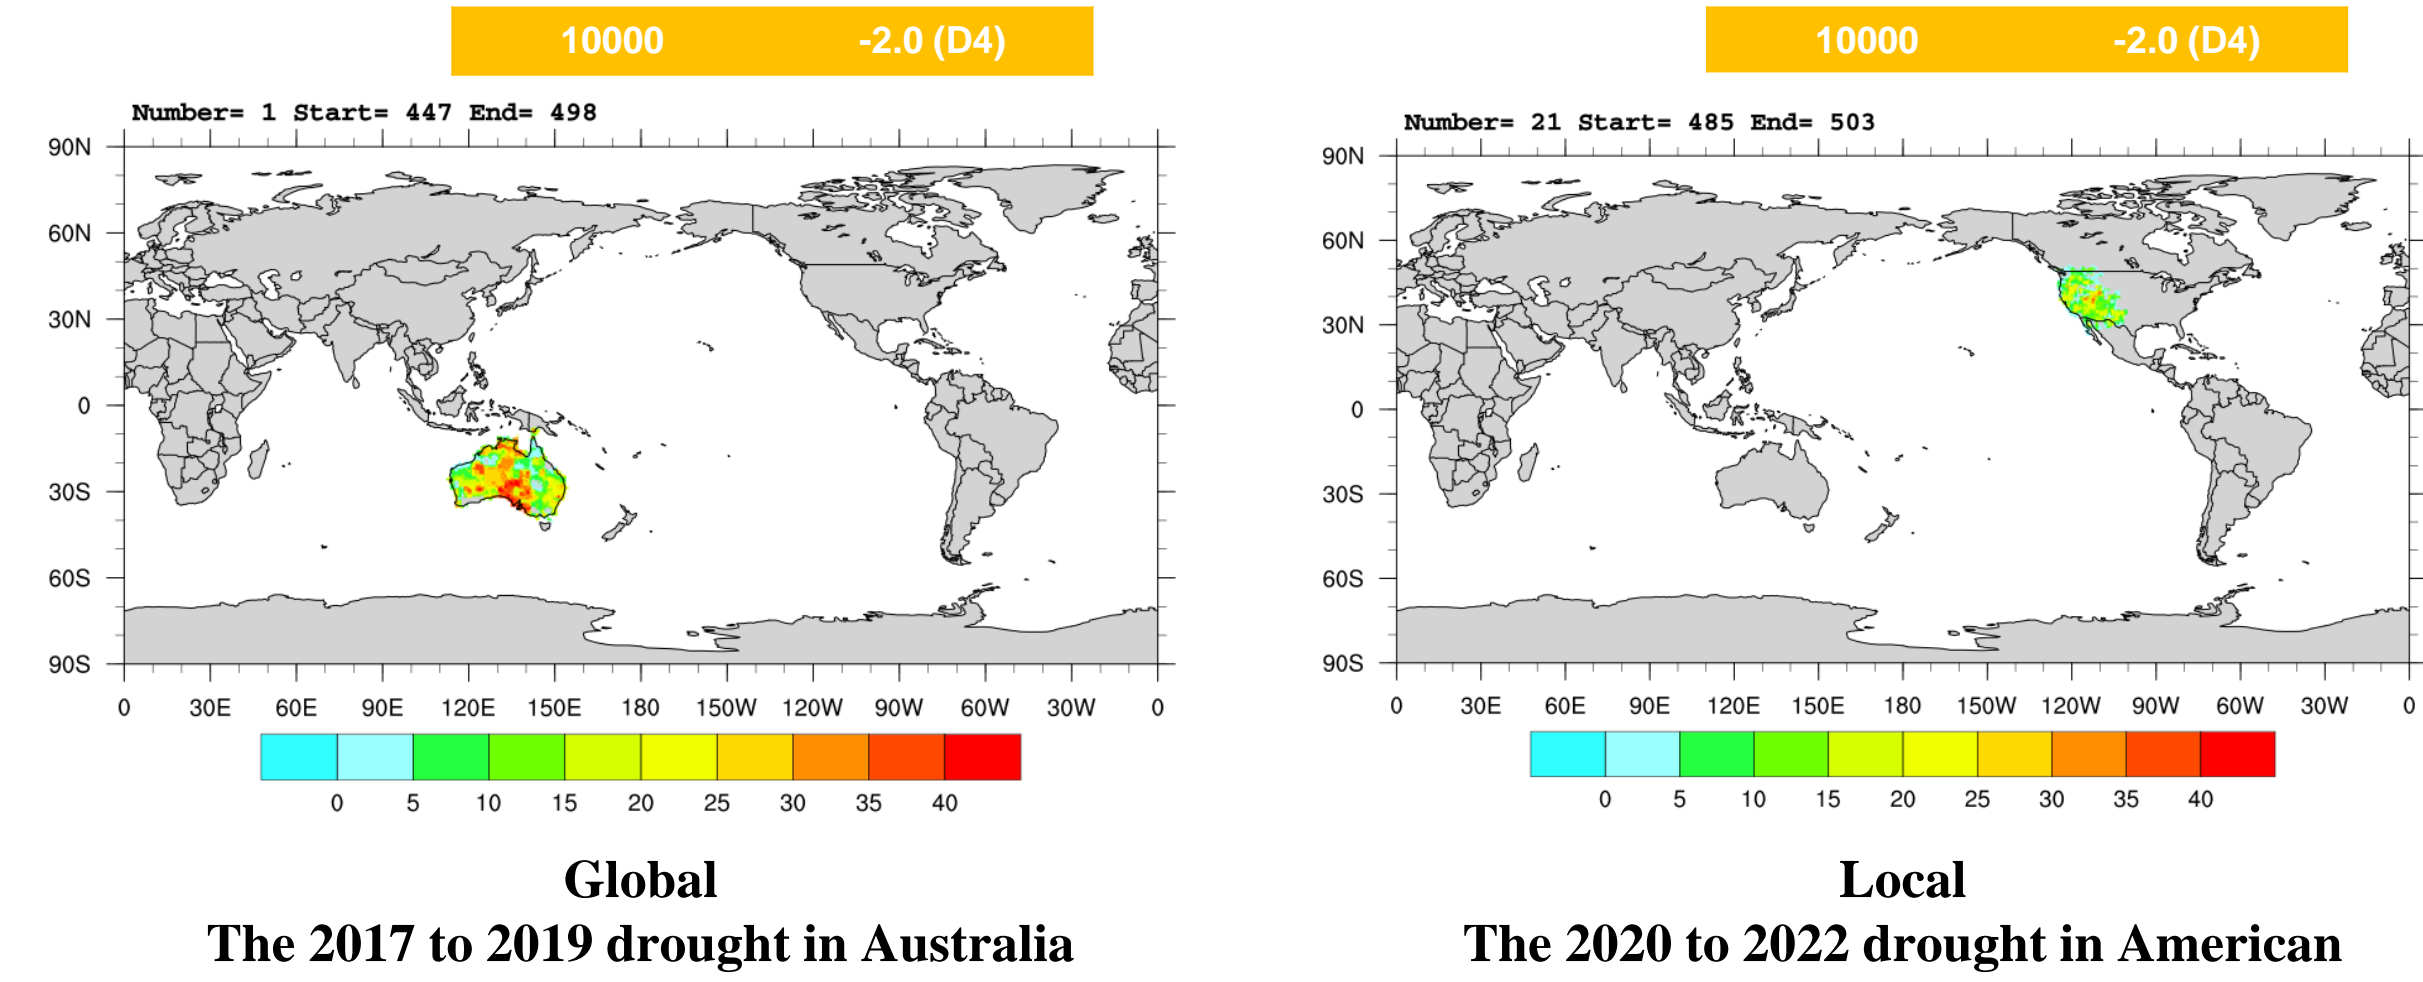 10000 -2.0 (D4)
Number= 1 Start= 447 End= 498
90N
60N
30N
0
30S
60S
90S
0 30E 60E 90E 120E 150E 180 150W 120W 90W 60W 30W 0
0 5 10 15 20 25 30 35 40
Global
The 2017 to 2019 drought in Australia
10000 -2.0 (D4)
Number= 21 Start= 485 End= 503
90N
60N
30N
0
30S
60S
90S
0 30E 60E 90E 120E 150E 180 150W 120W 90W 60W 30W 0
0 5 10 15 20 25 30 35 40
Local
The 2020 to 2022 drought in American